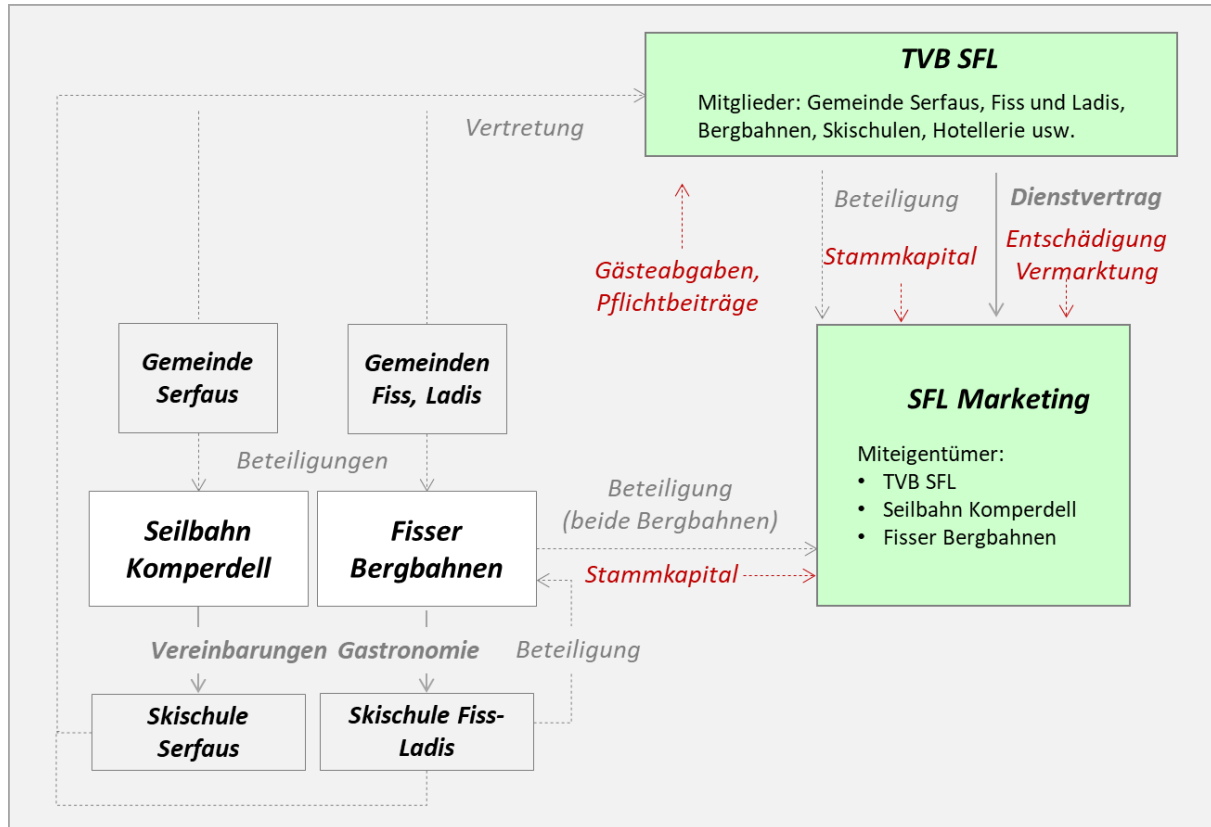 TVB SFL
Mitglieder: Gemeinde Serfaus, Fiss und Ladis,
Bergbahnen, Skischulen, Hotellerie usw.
Vertretung
Beteiligung
Dienstvertrag
Stammkapital
Entschädigung
Vermarktung
Gästeabgaben,
Pflichtbeiträge
Gemeinde
Serfaus
Gemeinden
Fiss, Ladis
SFL Marketing
Miteigentümer:
• TVB SFL
• Seilbahn Komperdell
• Fisser Bergbahnen
Beteiligungen
Seilbahn
Komperdell
Fisser
Bergbahnen
Beteiligung
(beide Bergbahnen)
Stammkapital
Vereinbarungen Gastronomie
Beteiligung
Skischule
Serfaus
Skischule Fiss-
Ladis